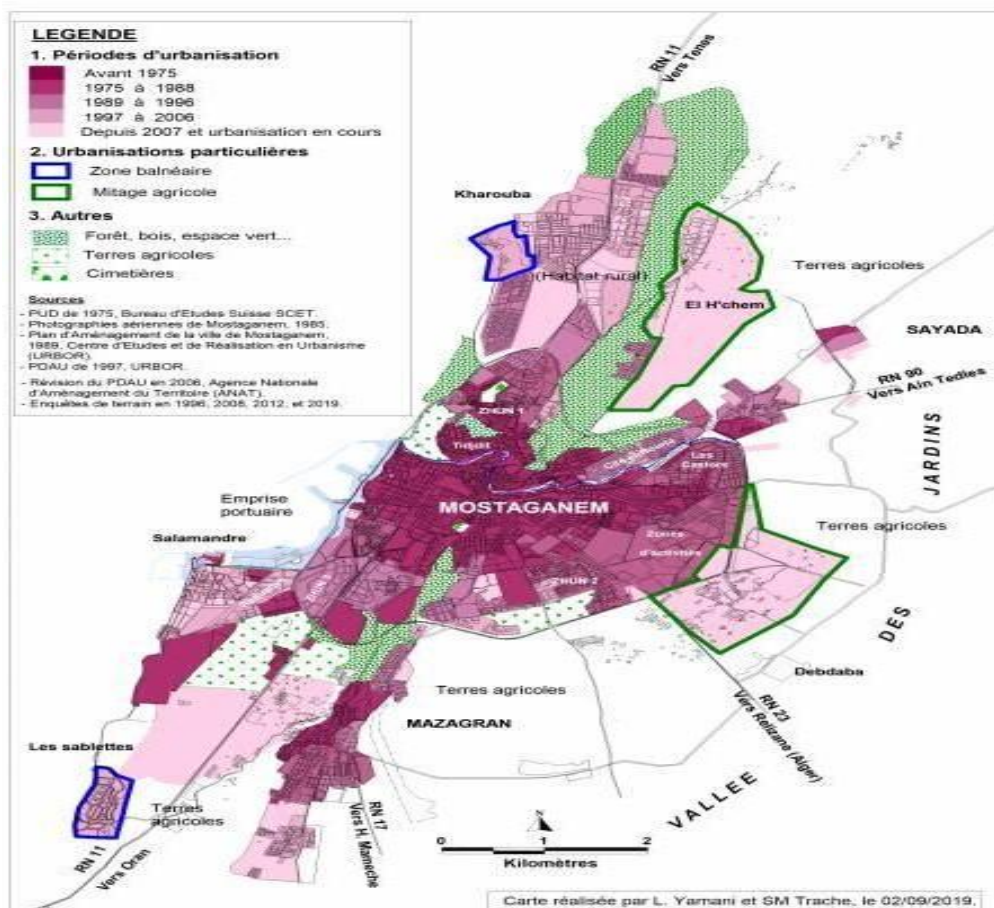 LEGENDE
1. Périodes d'urbanisation
Avant 1975
1975 à 1988
1989 à 1996
1997 à 2006
Depuis 2007 et urbanisation en cours
2. Urbanisations particulières
Zone balnéaire
Mitage agricole
3. Autres
Forêt, bois, espace vert...
Terres agricoles
Cimetières
Sources
- PUD de 1975, Bureau d'Etudes Suisse SCET.
- Photographies aériennes de Mostaganem, 1985.
- Plan d'Aménagement de la ville de Mostaganem,
1989, Centre d'Etudes et de Réalisation en Urbanisme
(URBOR).
- PDAU de 1997, URBOR.
- Révision du PDAU en 2006, Agence Nationale
d'Aménagement du Territoire (ANAT).
- Enquêtes de terrain en 1996, 2008, 2012, et 2019.
RN 11
Vers Tenes
Kharouba
(Habitat rural)
Terres agricoles
El H'chem
SAYADA
RN 90
Vers Ain Tedles
ZHUN 1
Tidjditt
Les Castors
JARDINS
Emprise
portuaire
MOSTAGANEM
Terres agricoles
Salamandre
Zones
d'activités
ZHUN 2
DES
Debdaba
Terres agricoles
MAZAGRAN
RN 23
Vers Relizane (Alger)
Les sablettes
VALLEE
Terres
agricoles
RN 17
Vers H. Mameche
RN 11
Vers Oran
N
0 1 2
Kilomètres
Carte réalisée par L. Yamani et SM Trache, le 02/09/2019.